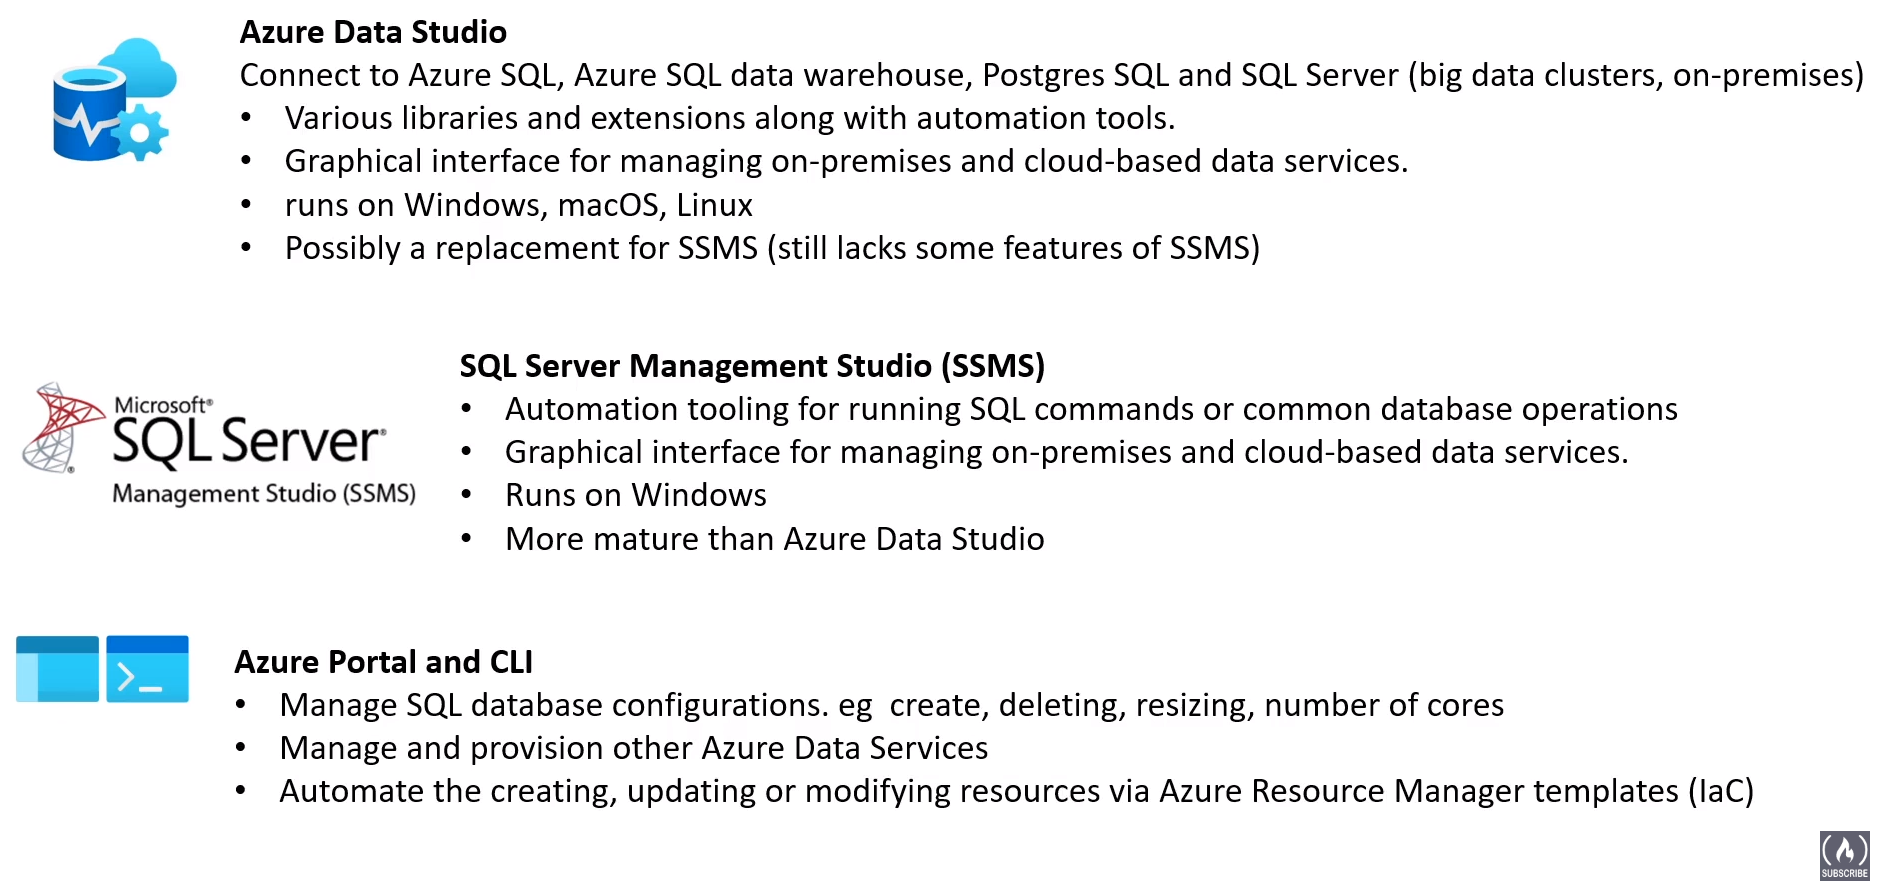 Azure Data Studio
Connect to Azure SQL, Azure SQL data warehouse, Postgres SQL and SQL Server (big data clusters, on-premises)
• Various libraries and extensions along with automation tools.
• Graphical interface for managing on-premises and cloud-based data services.
• runs on Windows, macOS, Linux
• Possibly a replacement for SSMS (still lacks some features of SSMS)
Microsoft®
SQL Server®
Management Studio (SSMS)
SQL Server Management Studio (SSMS)
• Automation tooling for running SQL commands or common database operations
• Graphical interface for managing on-premises and cloud-based data services.
• Runs on Windows
• More mature than Azure Data Studio
Azure Portal and CLI
• Manage SQL database configurations. eg  create, deleting, resizing, number of cores
• Manage and provision other Azure Data Services
• Automate the creating, updating or modifying resources via Azure Resource Manager templates (IaC)
SUBSCRIBE